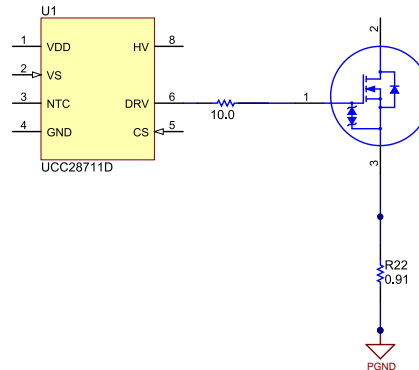 U1
1 VDD HV 8
2 VS
3 NTC DRV 6
4 GND CS 5
UCC28711D
10.0
1
2
3
R22
0.91
PGND